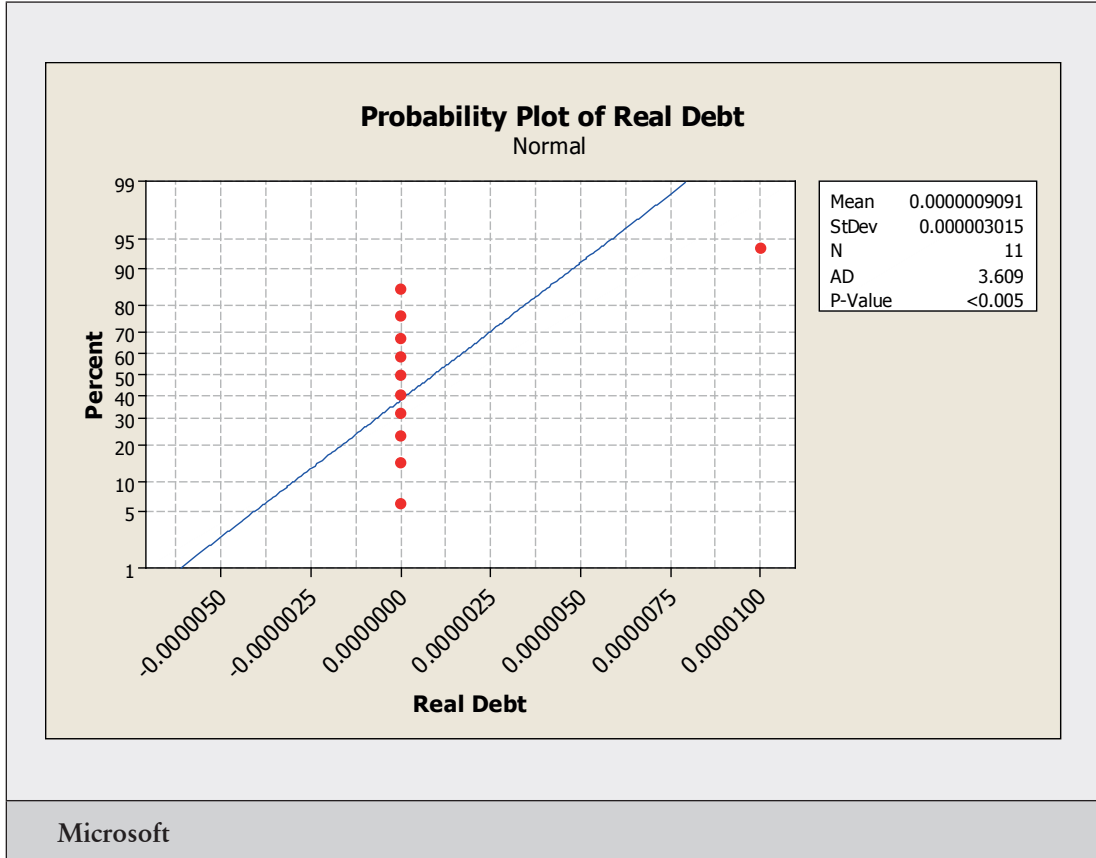 Probability Plot of Real Debt
Normal
99
95
90
80
70
60
50
40
30
20
10
5
1
Percent
-0.0000050
-0.0000025
0.0000000
0.0000025
0.0000050
0.0000075
0.0000100
Real Debt
Mean 0.0000009091
StDev 0.000003015
N 11
AD 3.609
P-Value <0.005
Microsoft